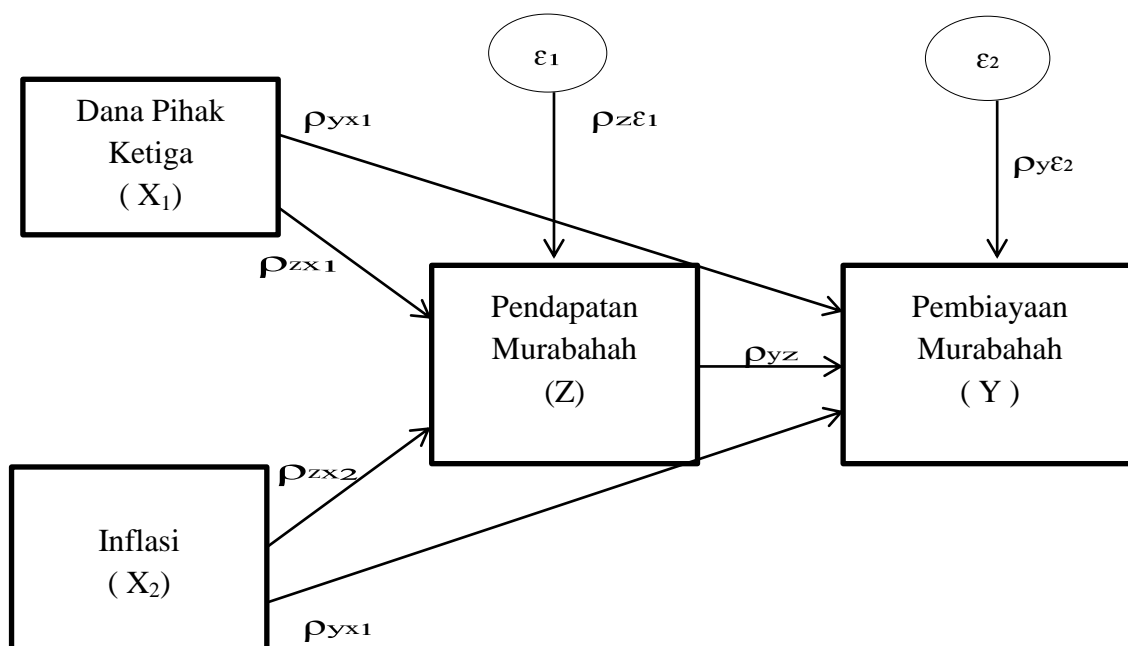 ε1
ε2
Dana Pihak
Ketiga
( X1)
ρyx1
ρzε1
ρyε2
ρzx1
Pendapatan
Murabahah
(Z)
ρyz
Pembiayaan
Murabahah
( Y )
ρzx2
Inflasi
( X2)
ρyx1